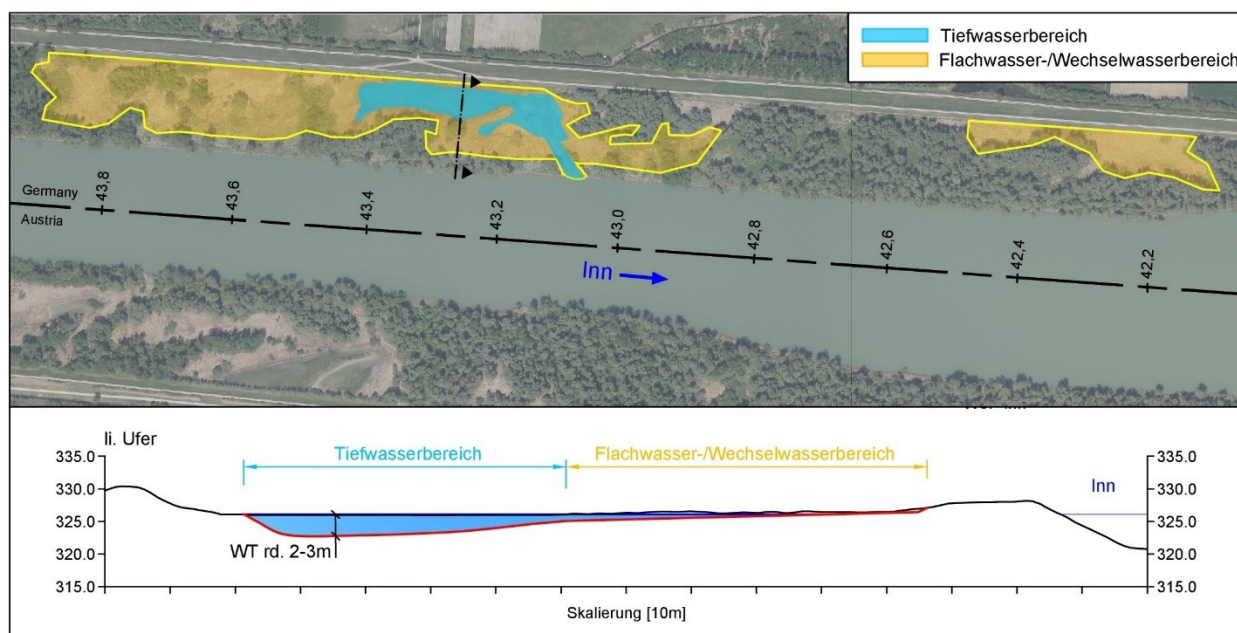 Tiefwasserbereich
Flachwasser-/Wechselwasserbereich
Germany
Austria
43,8
43,6
43,4
43,2
43,0
42,8
42,6
42,4
42,2
Inn
li. Ufer
Tiefwasserbereich
Flachwasser-/Wechselwasserbereich
Inn
335.0
330.0
325.0
320.0
315.0
WT rd. 2-3m
335.0
330.0
325.0
320.0
315.0
Skalierung [10m]